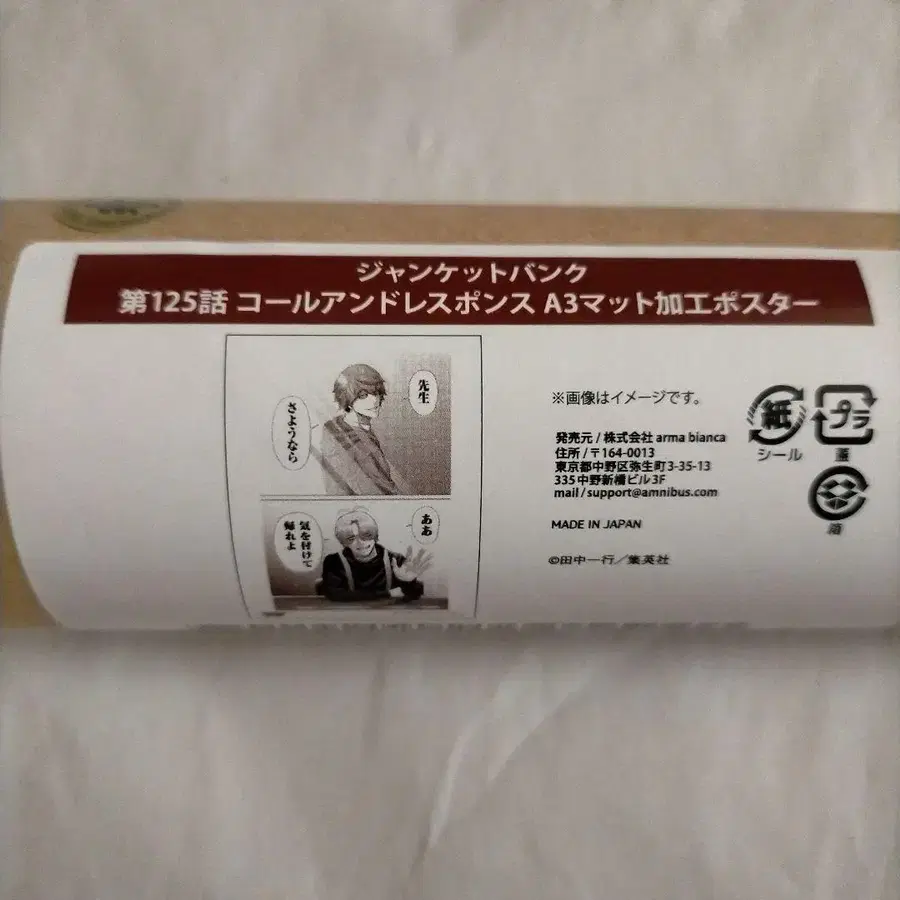 ジャンケットバンク
第125話 コールアンドレスポンス A3マット加工ポスター
先生
さようなら
ああ
気を付けて
帰れよ
※画像はイメージです。
発売元 / 株式会社 arma bianca
住所 / 〒164-0013
東京都中野区弥生町3-35-13
335中野新橋ビル3F
mail / support@amnibus.com
MADE IN JAPAN
©田中一行／集英社
紙
シール
プラ
蓋
筒